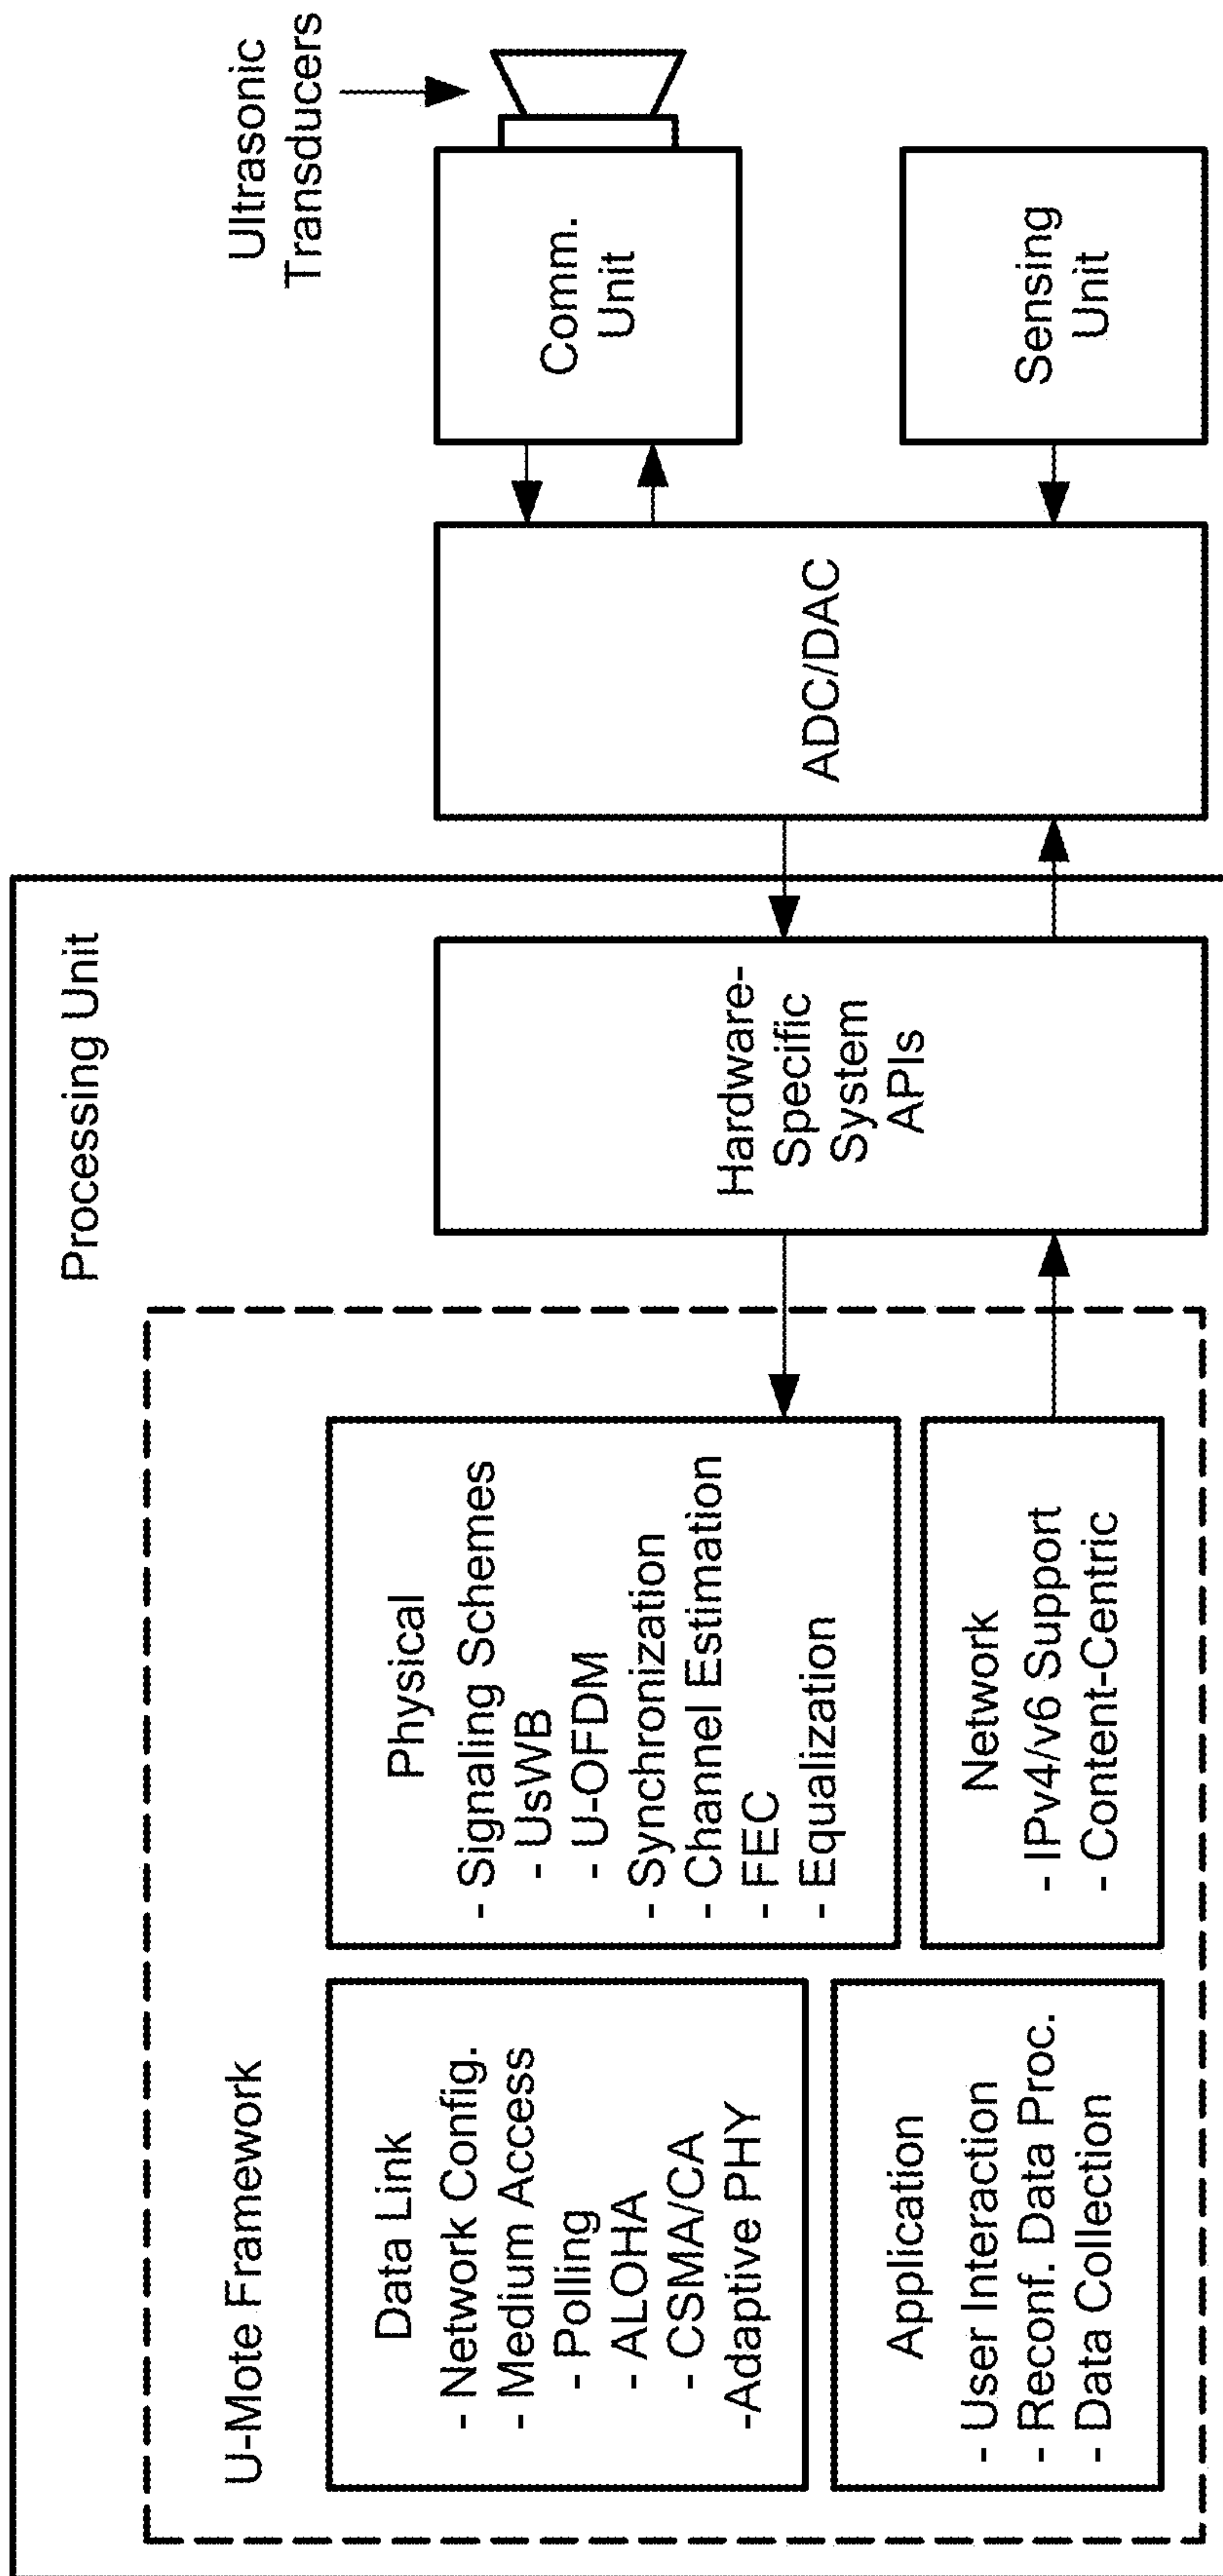 Processing Unit
U-Mote Framework
Data Link
- Network Config.
- Medium Access
- Polling
- ALOHA
- CSMA/CA
-Adaptive PHY
Physical
- Signaling Schemes
- UsWB
- U-OFDM
- Synchronization
- Channel Estimation
- FEC
- Equalization
Application
- User Interaction
- Reconf. Data Proc.
- Data Collection
Network
- IPv4/v6 Support
- Content-Centric
Hardware-
Specific
System
APIs
ADC/DAC
Ultrasonic
Transducers
Comm.
Unit
Sensing
Unit